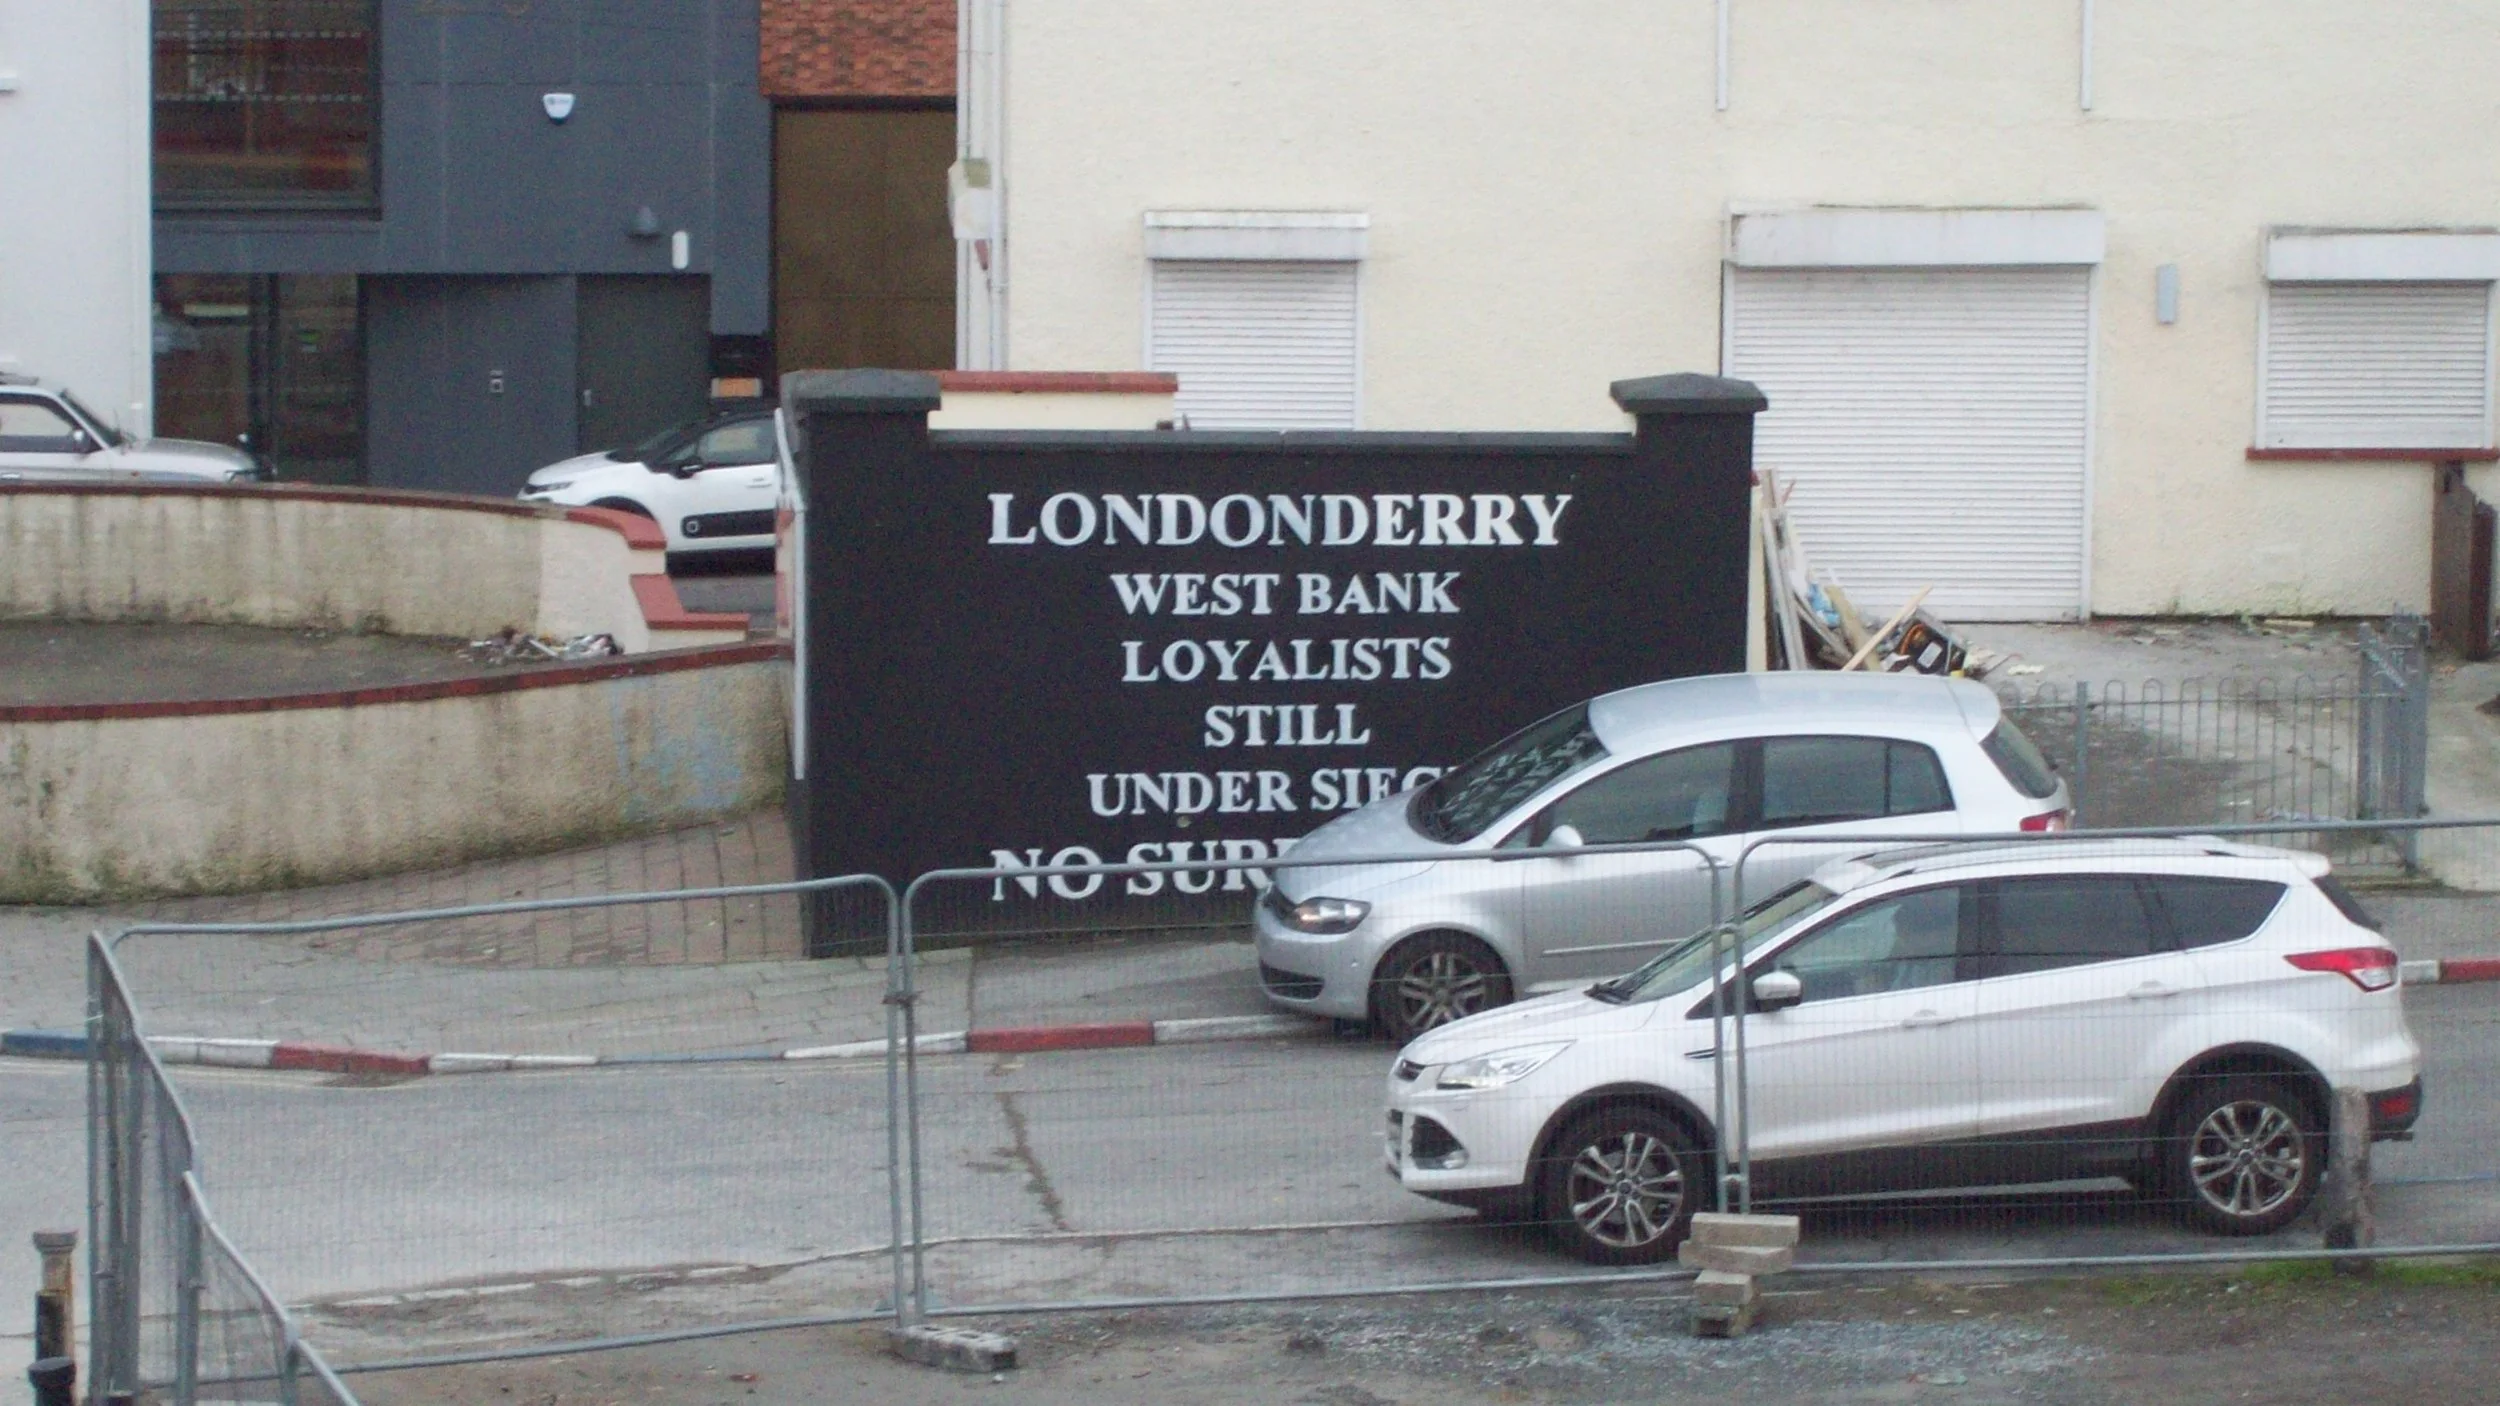 LONDONDERRY
WEST BANK
LOYALISTS
STILL
UNDER
NO